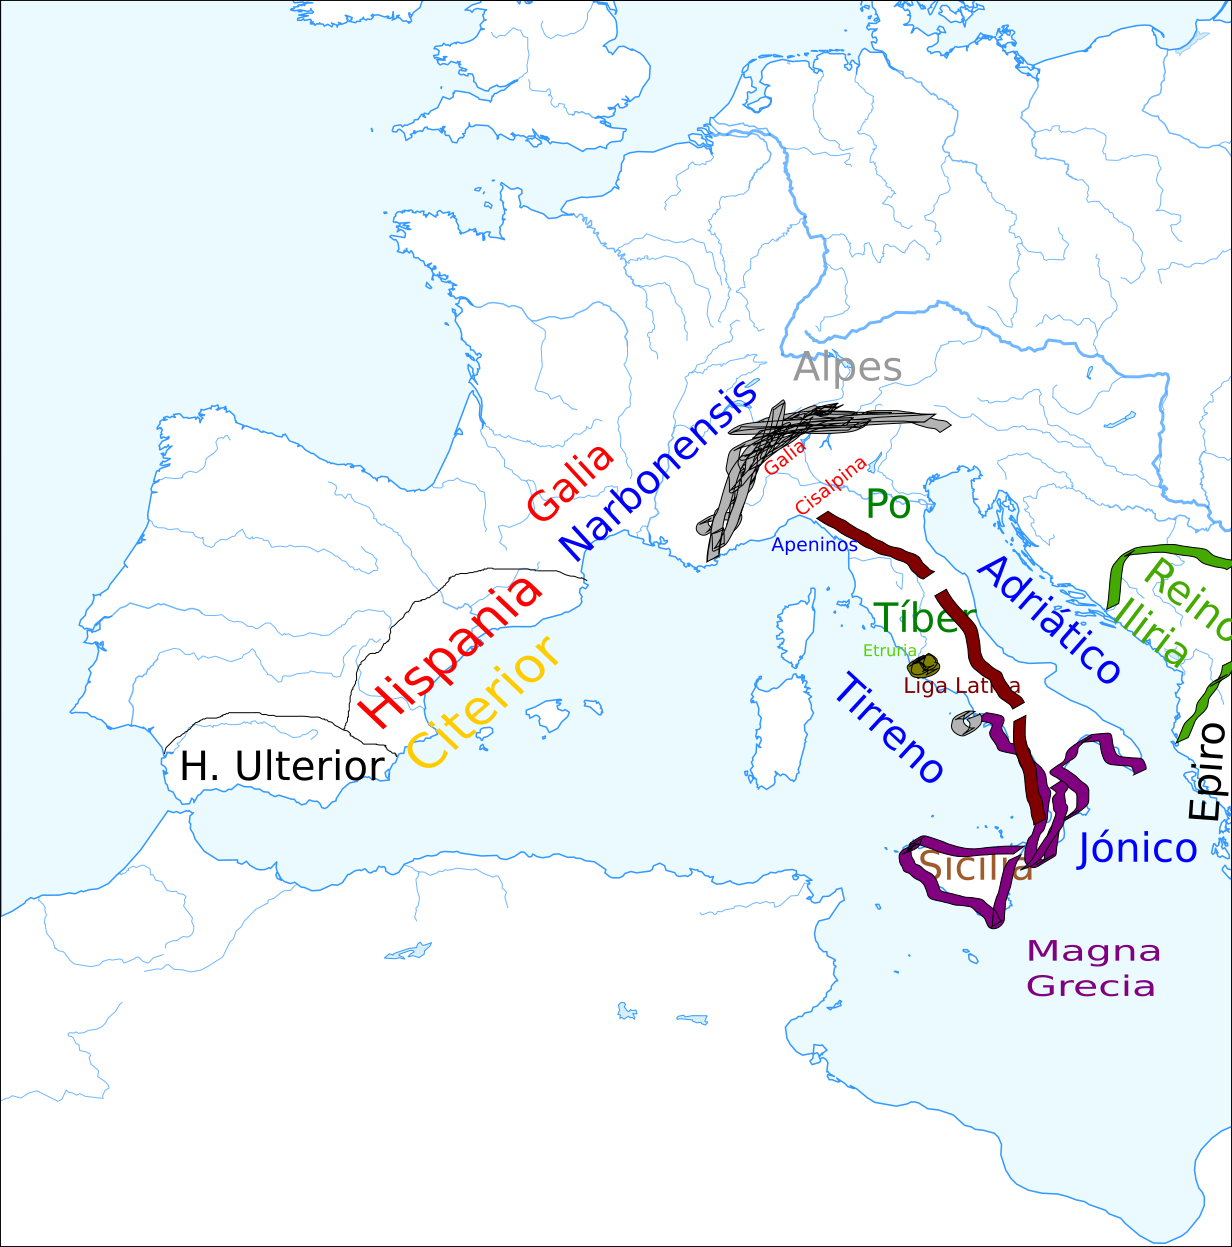 Alpes
Narbonensis
Galia
Galia
Cisalpina
Po
Apeninos
Adriático
Reino
Iliria
Hispania
Citerior
Tíber
Etruria
Liga Latina
Tirreno
H. Ulterior
Epiro
Jónico
Sicilia
Magna
Grecia